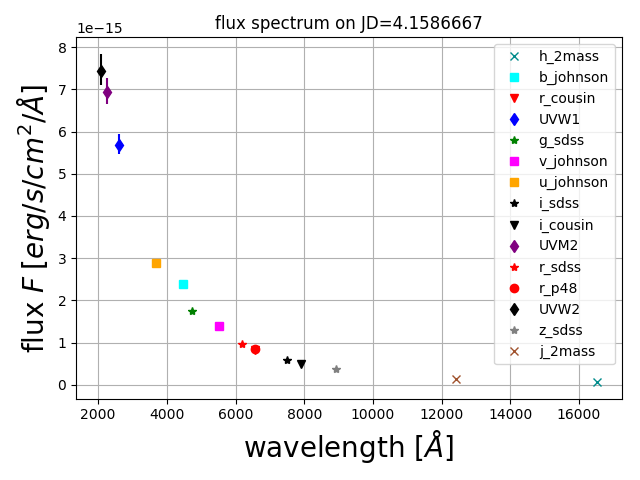 flux spectrum on JD=4.1586667
1e−15
8
7
6
5
4
3
2
1
0
flux F [erg/s/cm²/Å]
h_2mass
b_johnson
r_cousin
UVW1
g_sdss
v_johnson
u_johnson
i_sdss
i_cousin
UVM2
r_sdss
r_p48
UVW2
z_sdss
j_2mass
2000 4000 6000 8000 10000 12000 14000 16000
wavelength [Å]